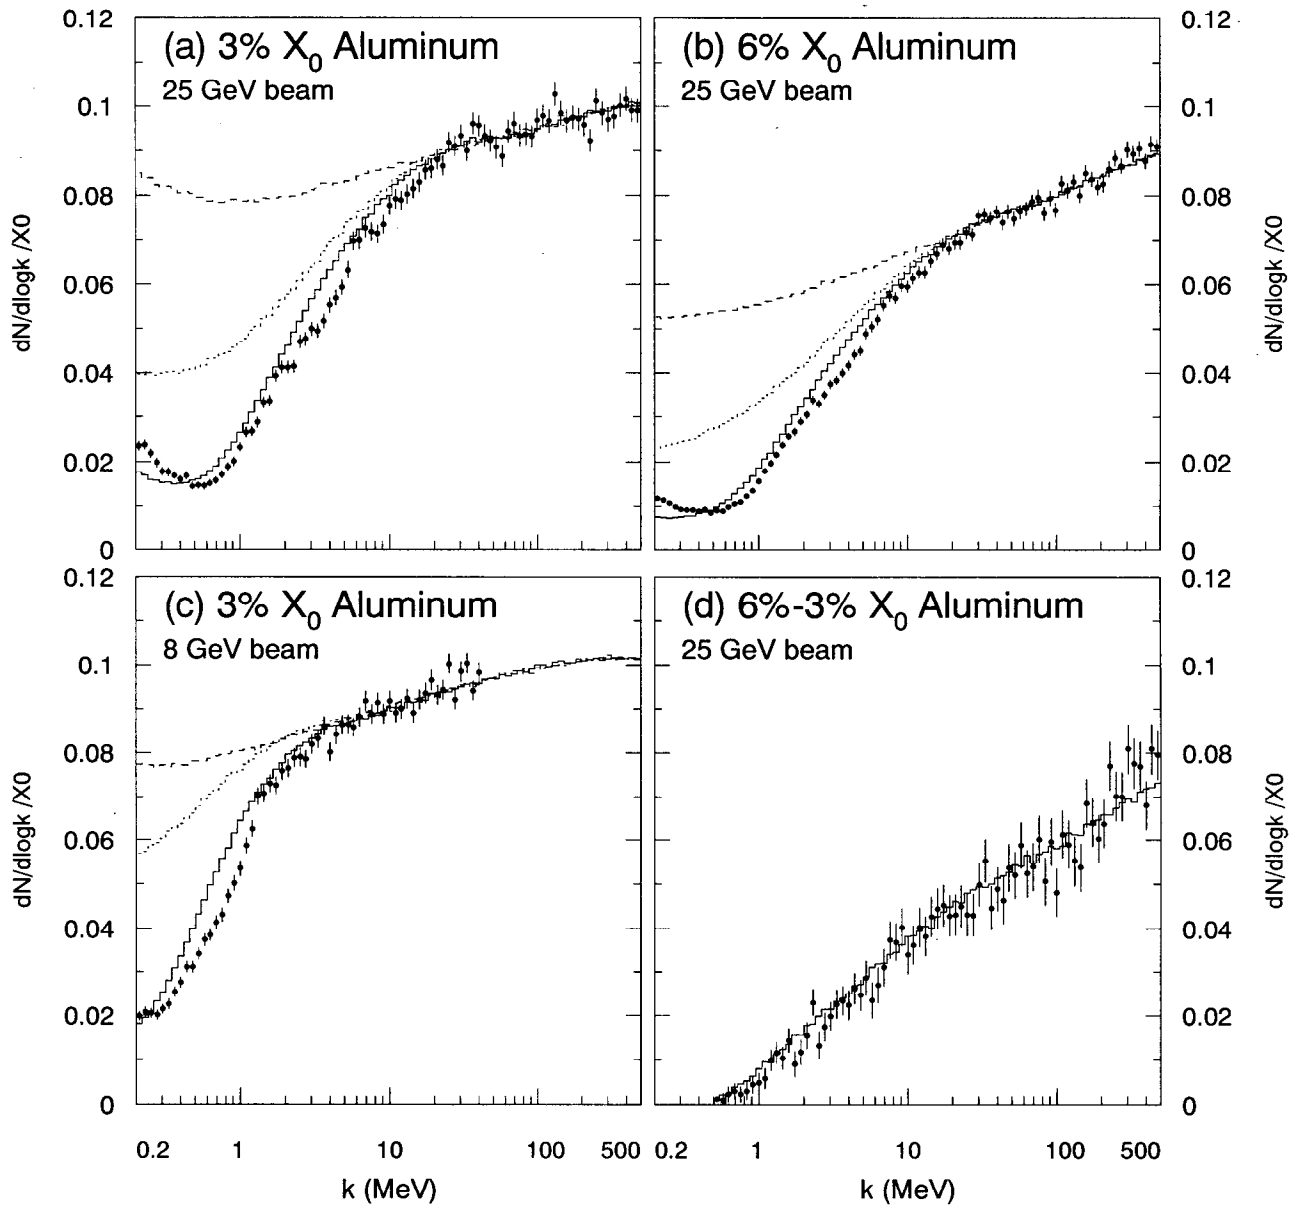 (a) 3% X0 Aluminum
25 GeV beam
(b) 6% X0 Aluminum
25 GeV beam
0.12
0.1
0.08
0.06
0.04
0.02
0
dN/dlogk /X0
0.12
0.1
0.08
0.06
0.04
0.02
0
dN/dlogk /X0
(c) 3% X0 Aluminum
8 GeV beam
(d) 6%-3% X0 Aluminum
25 GeV beam
0.12
0.1
0.08
0.06
0.04
0.02
0
dN/dlogk /X0
0.12
0.1
0.08
0.06
0.04
0.02
0
dN/dlogk /X0
0.2 1 10 100 500
0.2 1 10 100 500
k (MeV)
k (MeV)